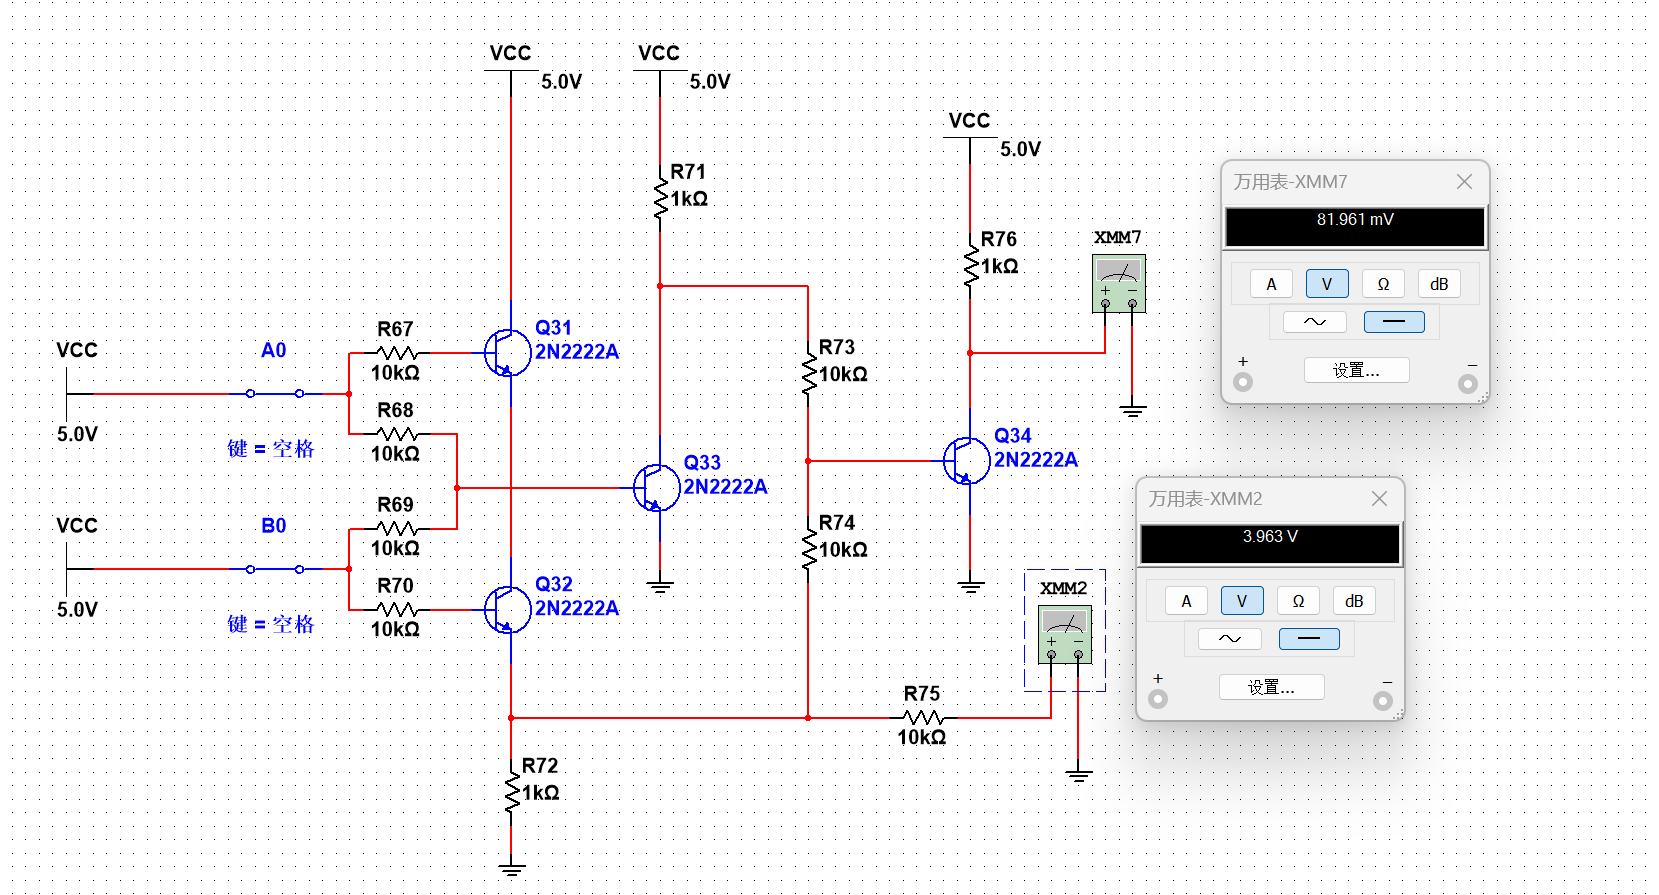 VCC
5.0V
VCC
5.0V
VCC
5.0V
R71
1kΩ
R76
1kΩ
XMM7
+ −
万用表-XMM7
81.961 mV
A V Ω dB
+ 设置... −
VCC
5.0V
A0
键 = 空格
R67
10kΩ
R68
10kΩ
Q31
2N2222A
R73
10kΩ
Q34
2N2222A
Q33
2N2222A
VCC
5.0V
B0
键 = 空格
R69
10kΩ
R70
10kΩ
Q32
2N2222A
R74
10kΩ
XMM2
+ −
万用表-XMM2
3.963 V
A V Ω dB
+ 设置... −
R75
10kΩ
R72
1kΩ